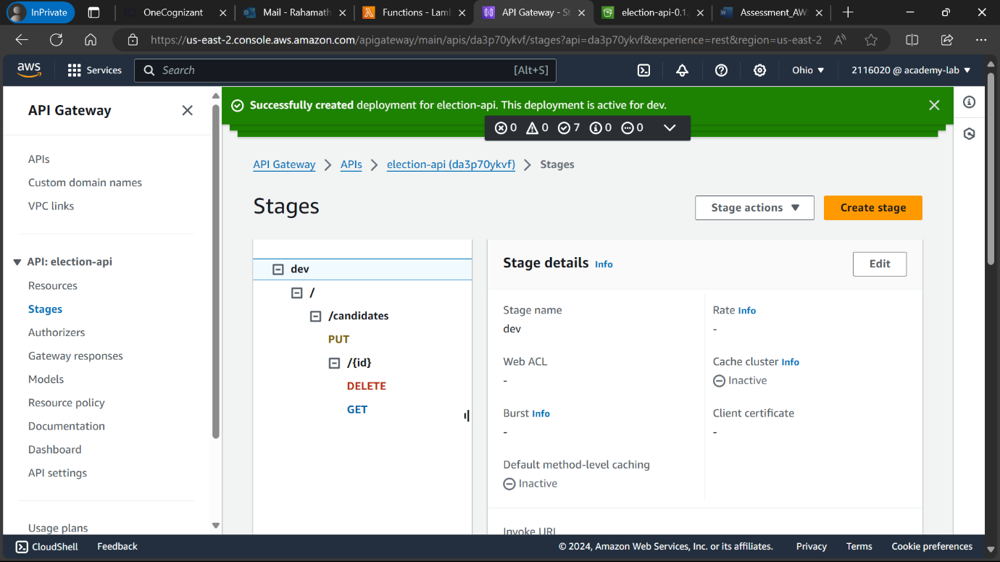 InPrivate
OneCognizant
Mail - Rahamath
Functions - Lamb
API Gateway - St
election-api-0.1.
Assessment_AW
https://us-east-2.console.aws.amazon.com/apigateway/main/apis/da3p70ykvf/stages?api=da3p70ykvf&experience=rest&region=us-east-2
aws
Services
Search
[Alt+S]
Ohio
2116020 @ academy-lab
API Gateway
APIs
Custom domain names
VPC links
API: election-api
Resources
Stages
Authorizers
Gateway responses
Models
Resource policy
Documentation
Dashboard
API settings
Usage plans
Successfully created deployment for election-api. This deployment is active for dev.
0 0 7 0 0
API Gateway > APIs > election-api (da3p70ykvf) > Stages
Stages
Stage actions
Create stage
dev
/
/candidates
PUT
/{id}
DELETE
GET
Stage details Info
Edit
Stage name
dev
Rate Info
-
Web ACL
-
Cache cluster Info
Inactive
Burst Info
-
Client certificate
-
Default method-level caching
Inactive
Invoke URL
CloudShell
Feedback
© 2024, Amazon Web Services, Inc. or its affiliates.
Privacy
Terms
Cookie preferences